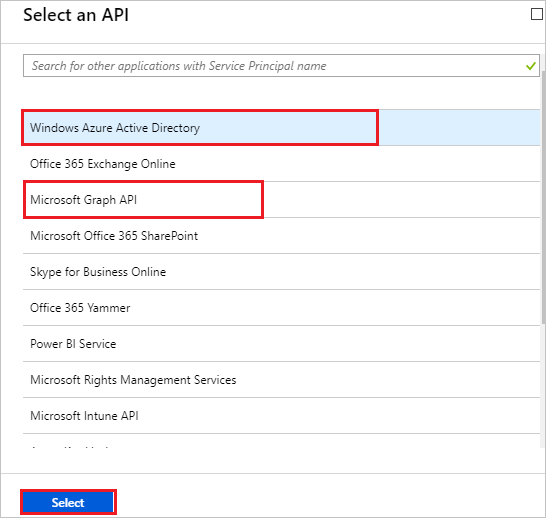 Select an API
Search for other applications with Service Principal name
Windows Azure Active Directory
Office 365 Exchange Online
Microsoft Graph API
Microsoft Office 365 SharePoint
Skype for Business Online
Office 365 Yammer
Power BI Service
Microsoft Rights Management Services
Microsoft Intune API
Select